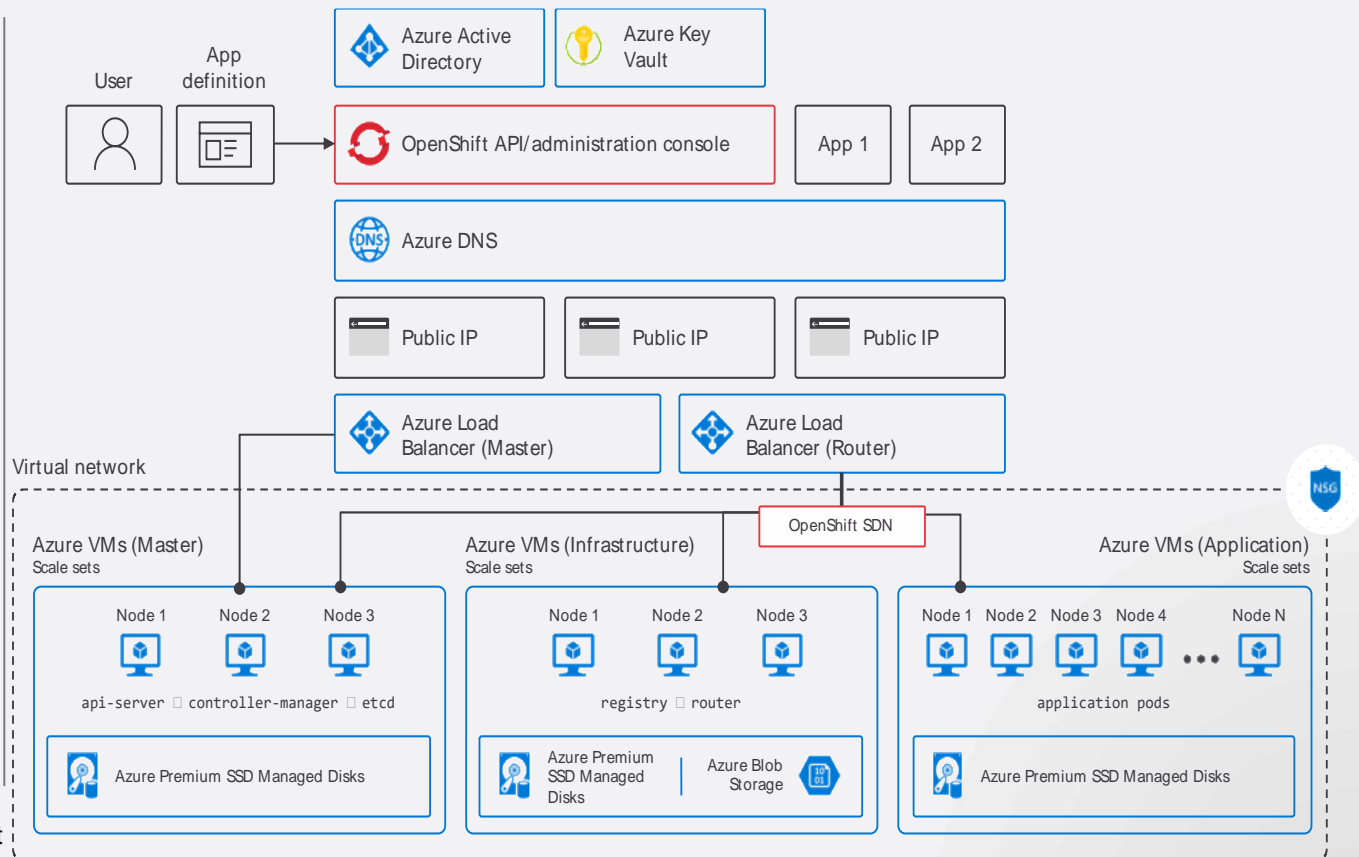 Azure Active
Directory
Azure Key
Vault
User
App
definition
OpenShift API/administration console
App 1
App 2
DNS
Azure DNS
Public IP
Public IP
Public IP
Azure Load
Balancer (Master)
Azure Load
Balancer (Router)
Virtual network
NSG
OpenShift SDN
Azure VMs (Master)
Scale sets
Azure VMs (Infrastructure)
Scale sets
Azure VMs (Application)
Scale sets
Node 1
Node 2
Node 3
api-server □ controller-manager □ etcd
Azure Premium SSD Managed Disks
Node 1
Node 2
Node 3
registry □ router
Azure Premium
SSD Managed
Disks
Azure Blob
Storage
10
01
Node 1
Node 2
Node 3
Node 4
Node N
application pods
Azure Premium SSD Managed Disks
t